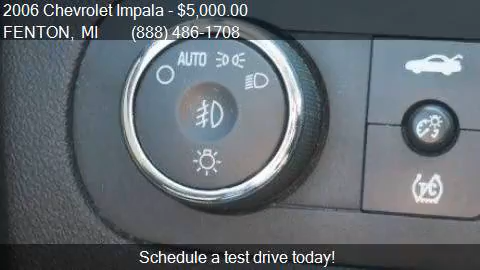 2006 Chevrolet Impala - $5,000.00
FENTON, MI (888) 486-1708
AUTO
T/C
Schedule a test drive today!